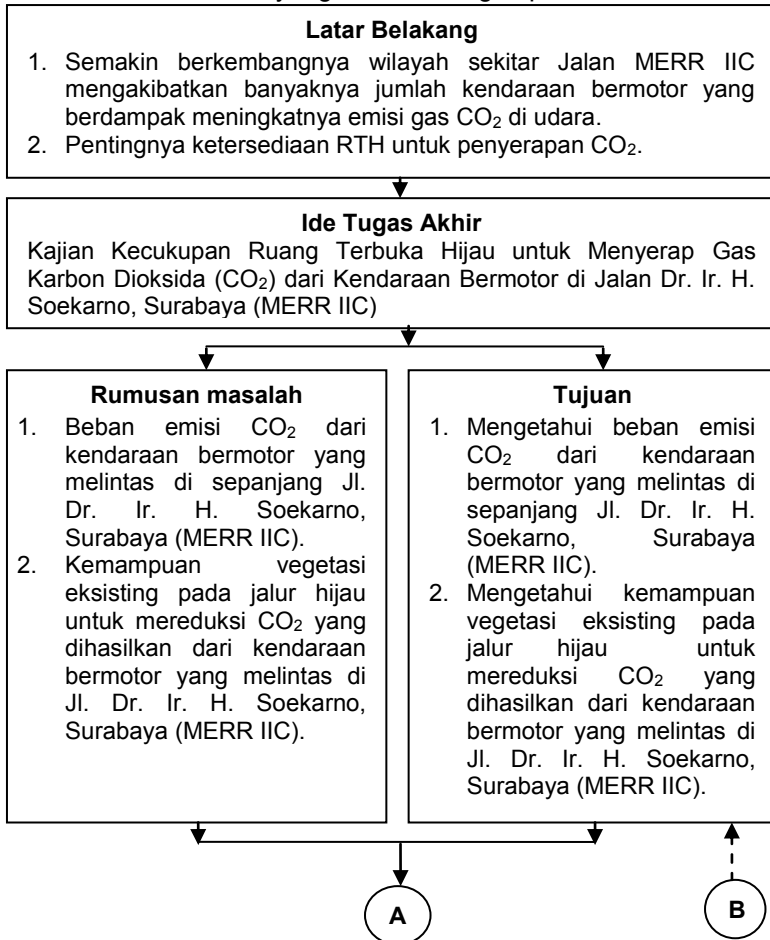 Latar Belakang
1. Semakin berkembangnya wilayah sekitar Jalan MERR IIC
mengakibatkan banyaknya jumlah kendaraan bermotor yang
berdampak meningkatnya emisi gas CO₂ di udara.
2. Pentingnya ketersediaan RTH untuk penyerapan CO₂.
Ide Tugas Akhir
Kajian Kecukupan Ruang Terbuka Hijau untuk Menyerap Gas
Karbon Dioksida (CO₂) dari Kendaraan Bermotor di Jalan Dr. Ir. H.
Soekarno, Surabaya (MERR IIC)
Rumusan masalah
1. Beban emisi CO₂ dari
kendaraan bermotor yang
melintas di sepanjang Jl.
Dr. Ir. H. Soekarno,
Surabaya (MERR IIC).
2. Kemampuan vegetasi
eksisting pada jalur hijau
untuk mereduksi CO₂ yang
dihasilkan dari kendaraan
bermotor yang melintas di
Jl. Dr. Ir. H. Soekarno,
Surabaya (MERR IIC).
Tujuan
1. Mengetahui beban emisi
CO₂ dari kendaraan
bermotor yang melintas di
sepanjang Jl. Dr. Ir. H.
Soekarno, Surabaya
(MERR IIC).
2. Mengetahui kemampuan
vegetasi eksisting pada
jalur hijau untuk
mereduksi CO₂ yang
dihasilkan dari kendaraan
bermotor yang melintas di
Jl. Dr. Ir. H. Soekarno,
Surabaya (MERR IIC).
A
B